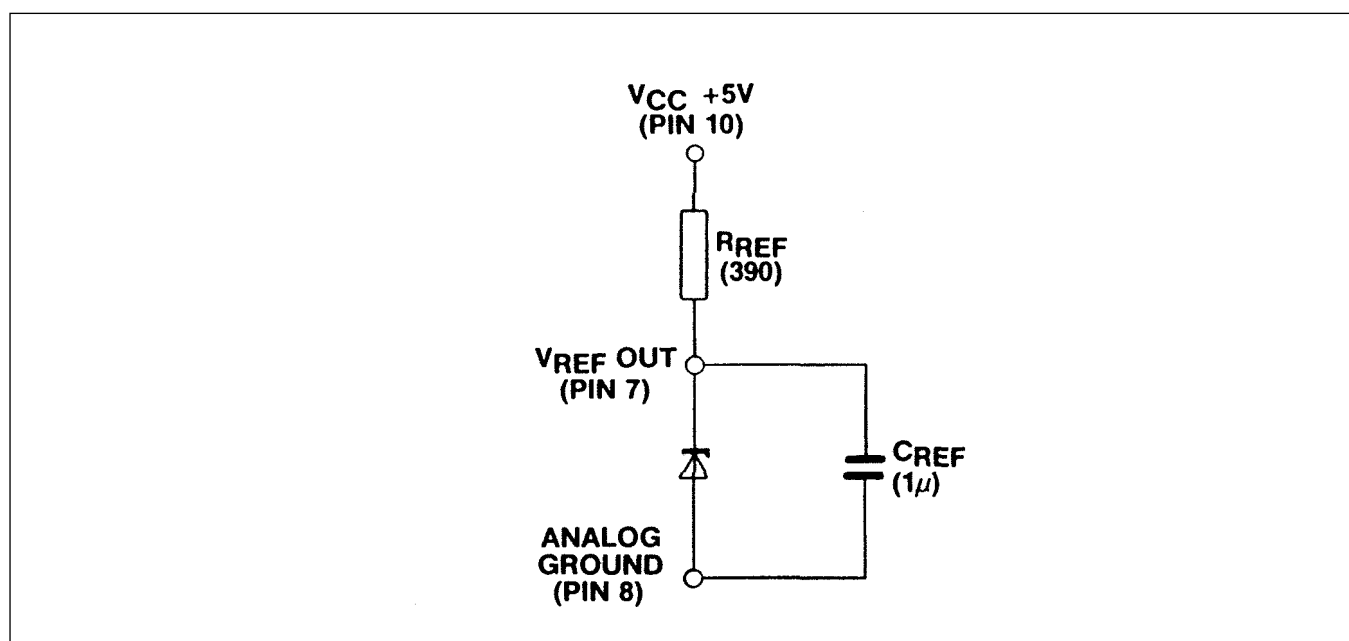 VCC +5V
(PIN 10)
RREF
(390)
VREF OUT
(PIN 7)
CREF
(1μ)
ANALOG
GROUND
(PIN 8)